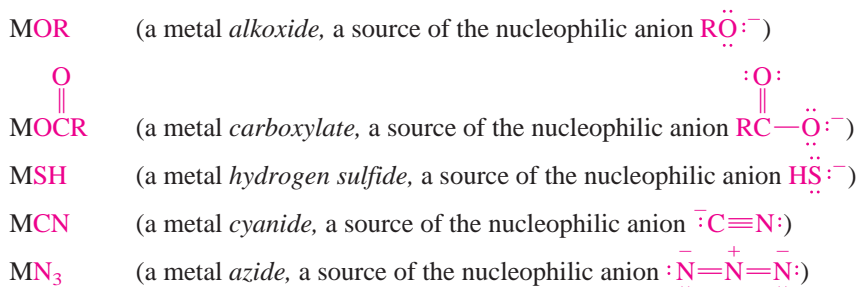 MOR (a metal alkoxide, a source of the nucleophilic anion RÖ:⁻)
O :O:
‖ ‖
MOCR (a metal carboxylate, a source of the nucleophilic anion RC—Ö:⁻)
MSH (a metal hydrogen sulfide, a source of the nucleophilic anion HS̈:⁻)
MCN (a metal cyanide, a source of the nucleophilic anion ⁻:C≡N:)
MN₃ (a metal azide, a source of the nucleophilic anion :N⁻=N⁺=N⁻:)